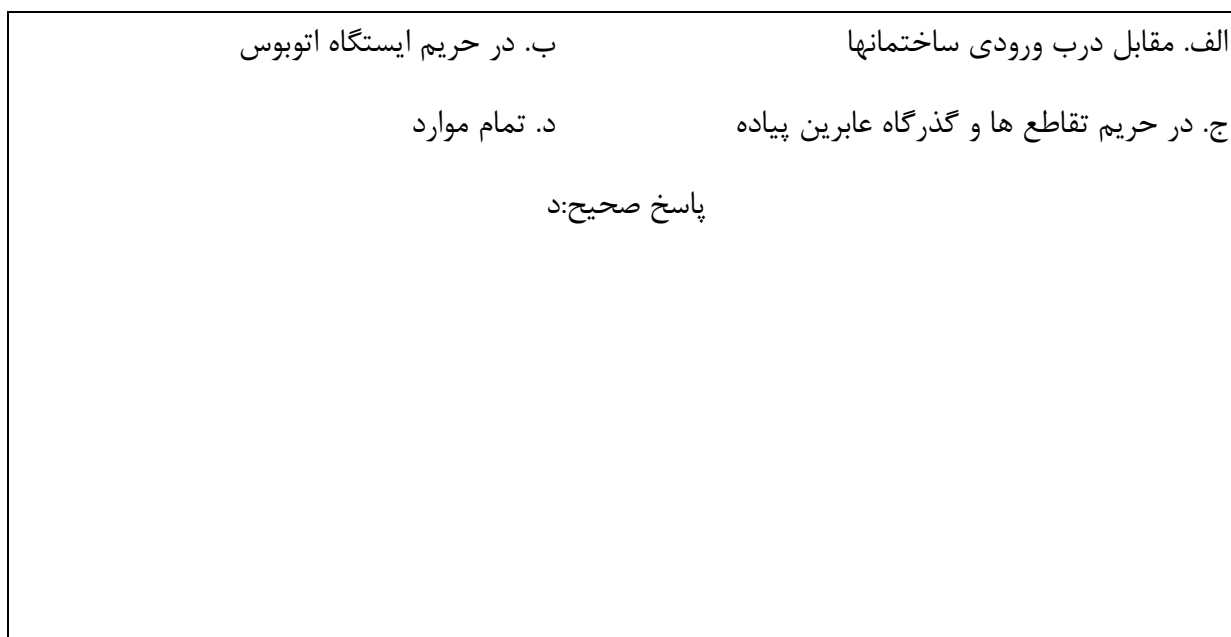 الف. مقابل درب ورودی ساختمانها ب. در حریم ایستگاه اتوبوس
ج. در حریم تقاطع ها و گذرگاه عابرین پیاده د. تمام موارد
پاسخ صحیح:د